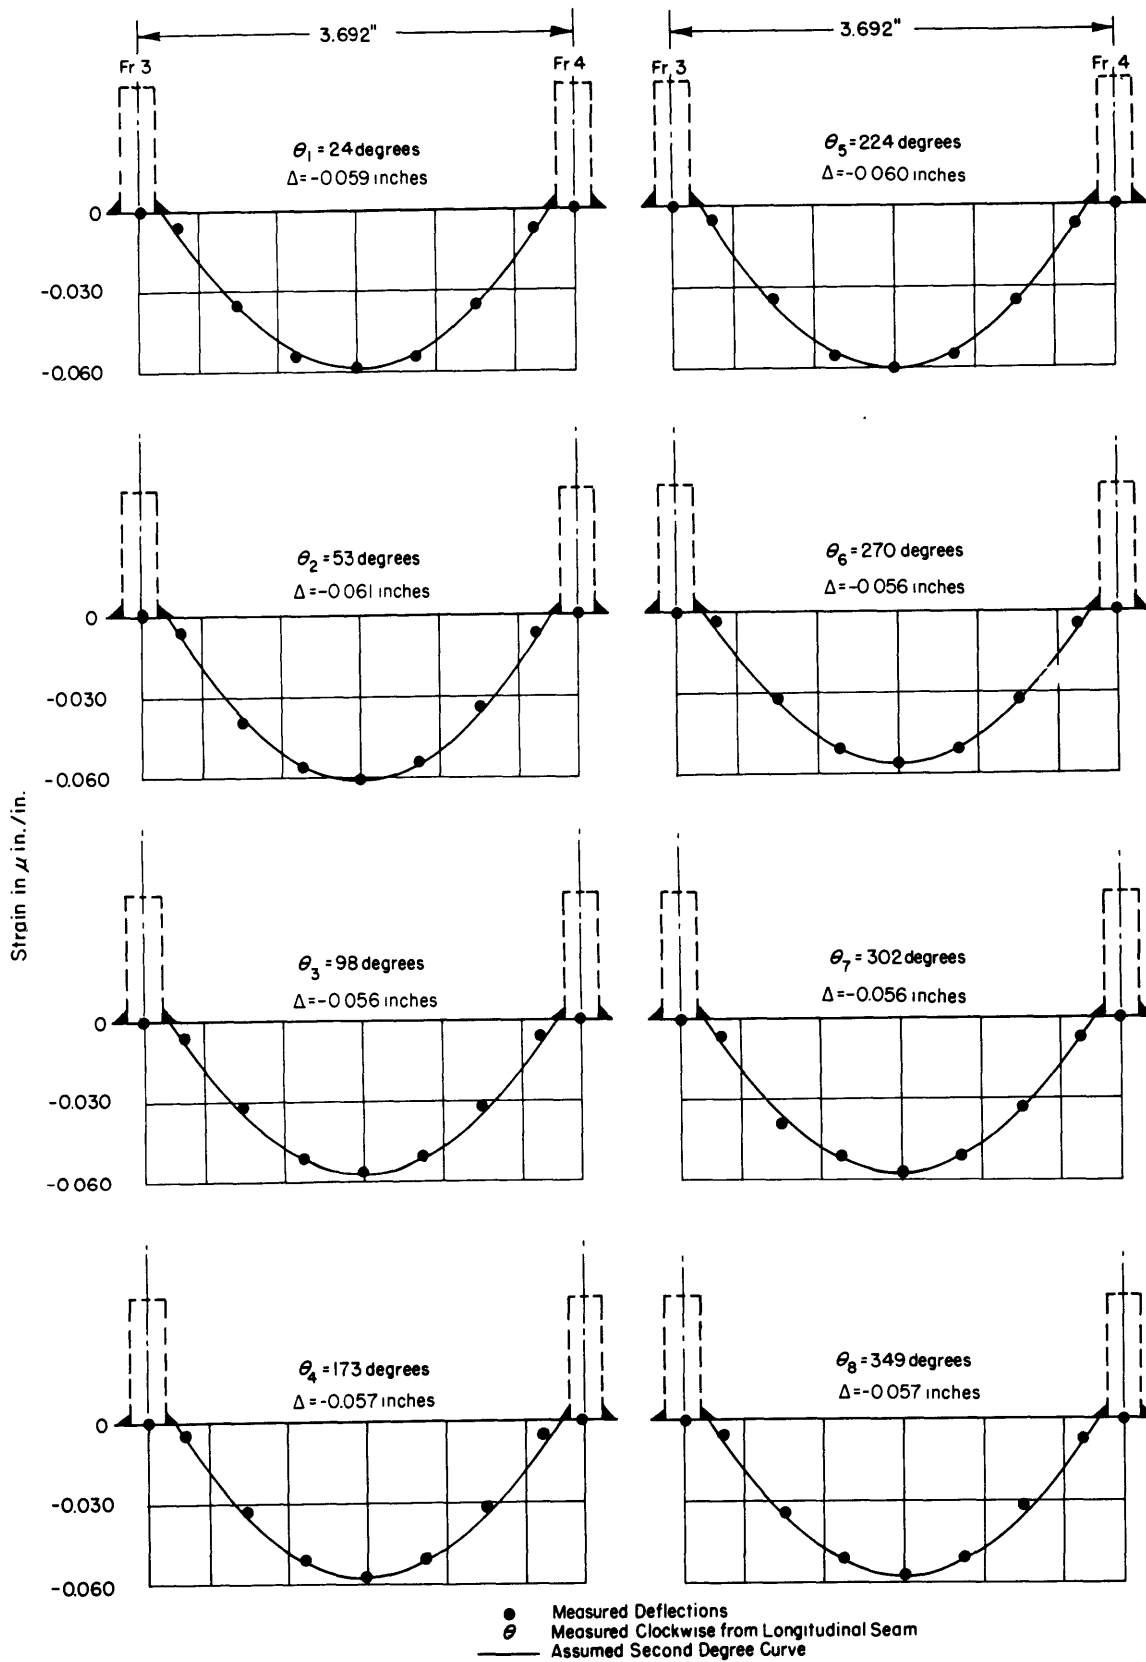 3.692"
3.692"
Fr 3
Fr 4
Fr 3
Fr 4
θ1 = 24 degrees
Δ = -0 059 inches
θ5 = 224 degrees
Δ = -0 060 inches
0
-0.030
-0.060
θ2 = 53 degrees
Δ = -0 061 inches
θ6 = 270 degrees
Δ = -0 056 inches
0
-0 030
-0.060
Strain in μ in./in.
θ3 = 98 degrees
Δ = -0 056 inches
θ7 = 302 degrees
Δ = -0.056 inches
0
-0.030
-0 060
θ4 = 173 degrees
Δ = -0.057 inches
θ8 = 349 degrees
Δ = -0 057 inches
0
-0.030
-0.060
● Measured Deflections
θ Measured Clockwise from Longitudinal Seam
Assumed Second Degree Curve